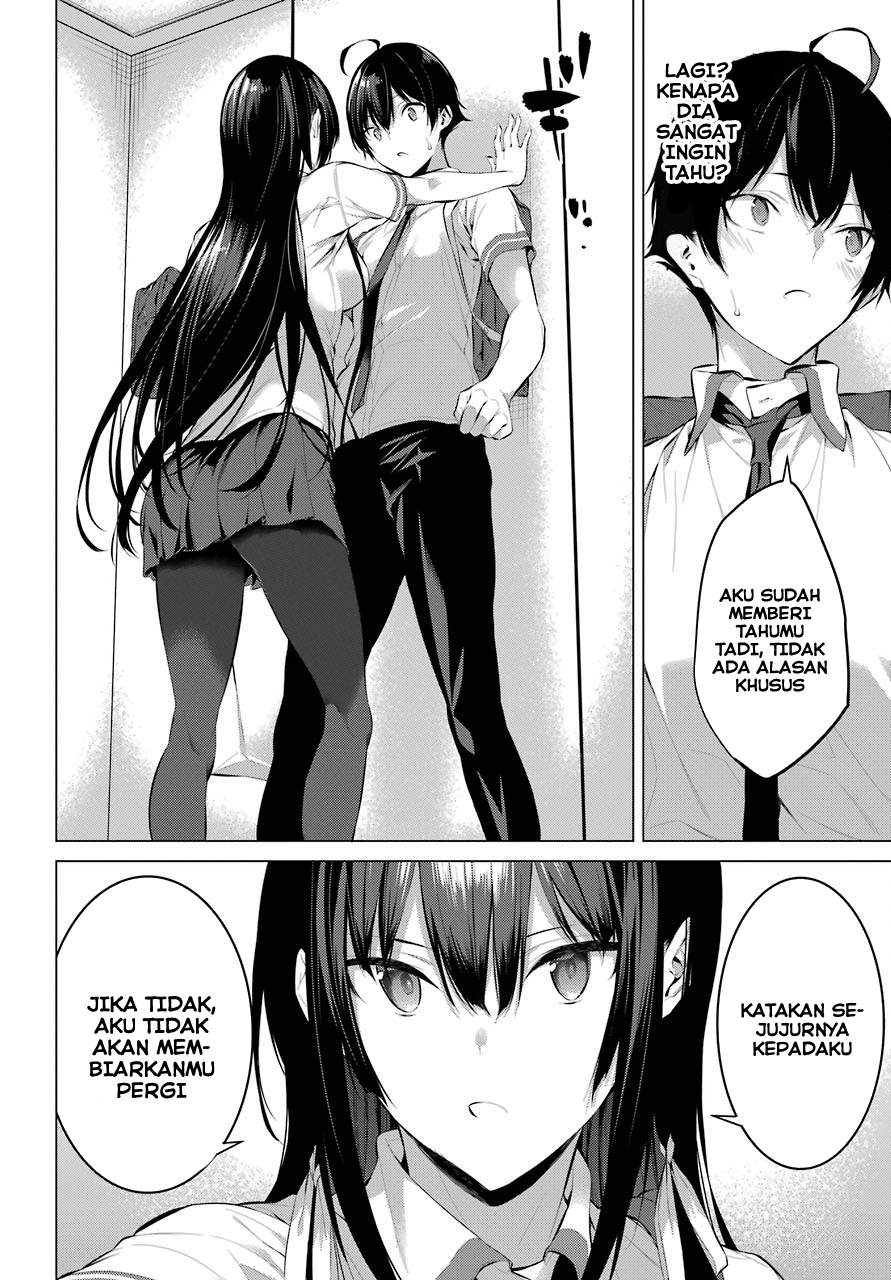 LAGI?
KENAPA
DIA
SANGAT
INGIN
TAHU?
AKU SUDAH
MEMBERI
TAHUMU
TADI, TIDAK
ADA ALASAN
KHUSUS
KATAKAN SE-
JUJURNYA
KEPADAKU
JIKA TIDAK,
AKU TIDAK
AKAN MEM-
BIARKANMU
PERGI